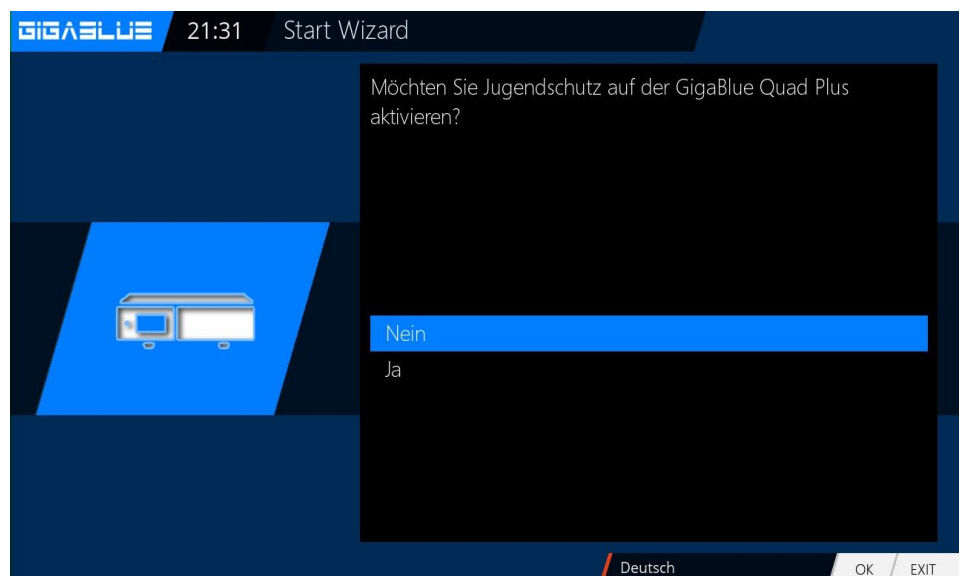 GIGABLUE
21:31
Start Wizard
Möchten Sie Jugendschutz auf der GigaBlue Quad Plus
aktivieren?
Nein
Ja
Deutsch
OK
EXIT